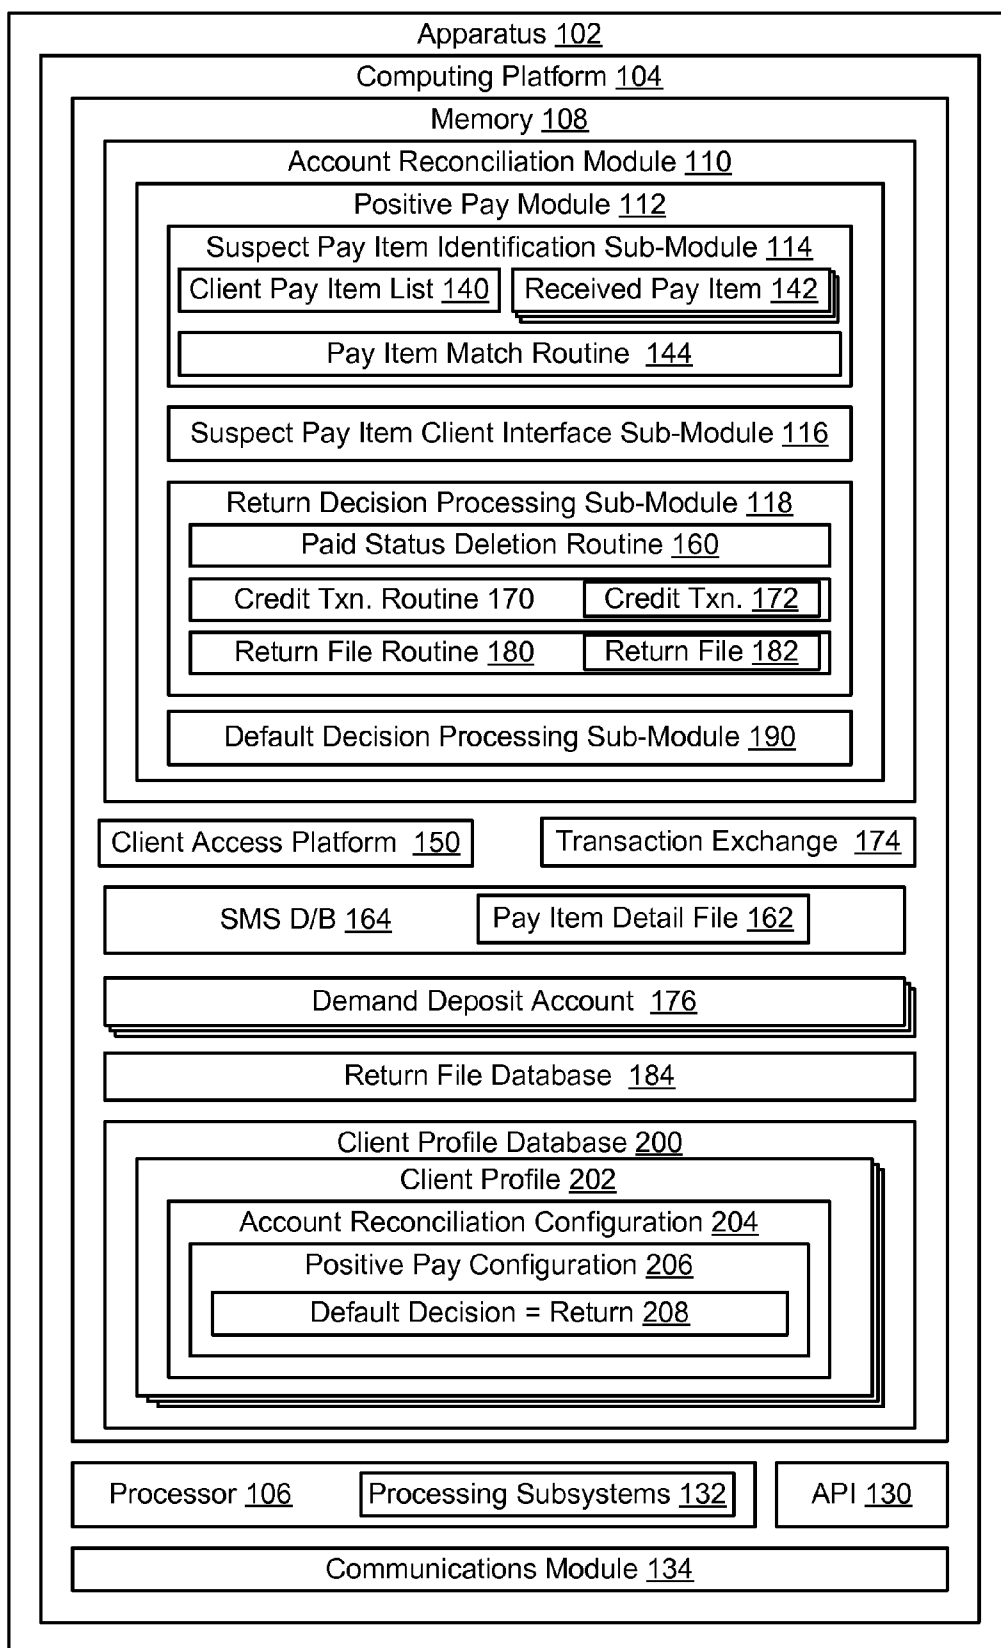 Apparatus 102
Computing Platform 104
Memory 108
Account Reconciliation Module 110
Positive Pay Module 112
Suspect Pay Item Identification Sub-Module 114
Client Pay Item List 140
Received Pay Item 142
Pay Item Match Routine 144
Suspect Pay Item Client Interface Sub-Module 116
Return Decision Processing Sub-Module 118
Paid Status Deletion Routine 160
Credit Txn. Routine 170
Credit Txn. 172
Return File Routine 180
Return File 182
Default Decision Processing Sub-Module 190
Client Access Platform 150
Transaction Exchange 174
SMS D/B 164
Pay Item Detail File 162
Demand Deposit Account 176
Return File Database 184
Client Profile Database 200
Client Profile 202
Account Reconciliation Configuration 204
Positive Pay Configuration 206
Default Decision = Return 208
Processor 106
Processing Subsystems 132
API 130
Communications Module 134